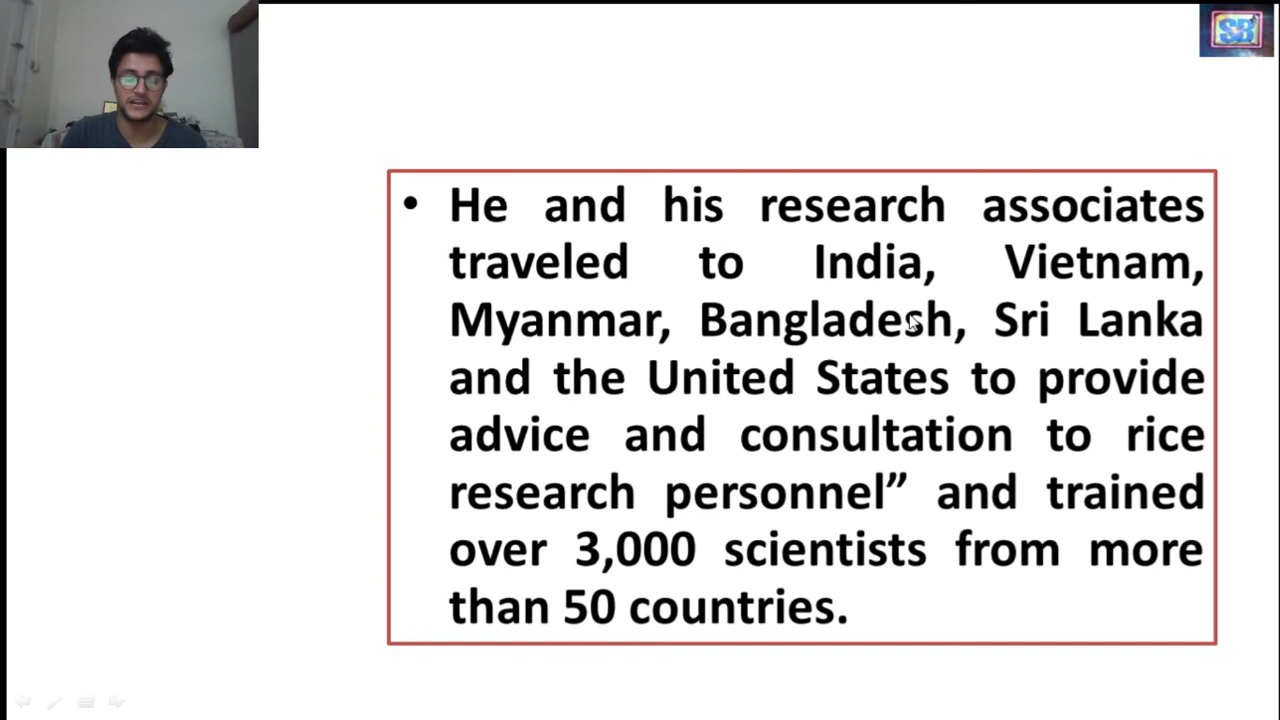 SB
• He and his research associates
traveled to India, Vietnam,
Myanmar, Bangladesh, Sri Lanka
and the United States to provide
advice and consultation to rice
research personnel” and trained
over 3,000 scientists from more
than 50 countries.